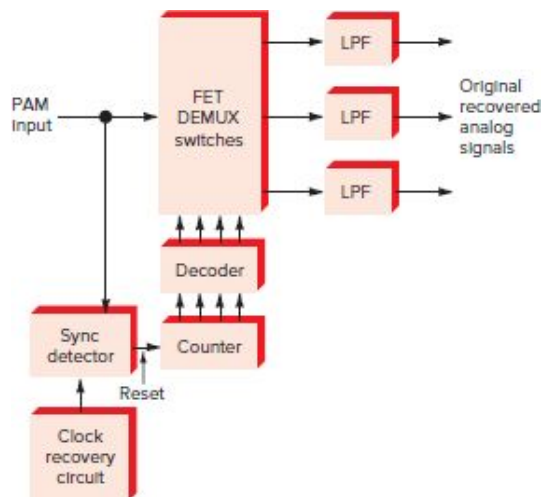 LPF
FET
DEMUX
switches
PAM
input
LPF
Original
recovered
analog
signals
LPF
Decoder
Sync
detector
Counter
Reset
Clock
recovery
circuit